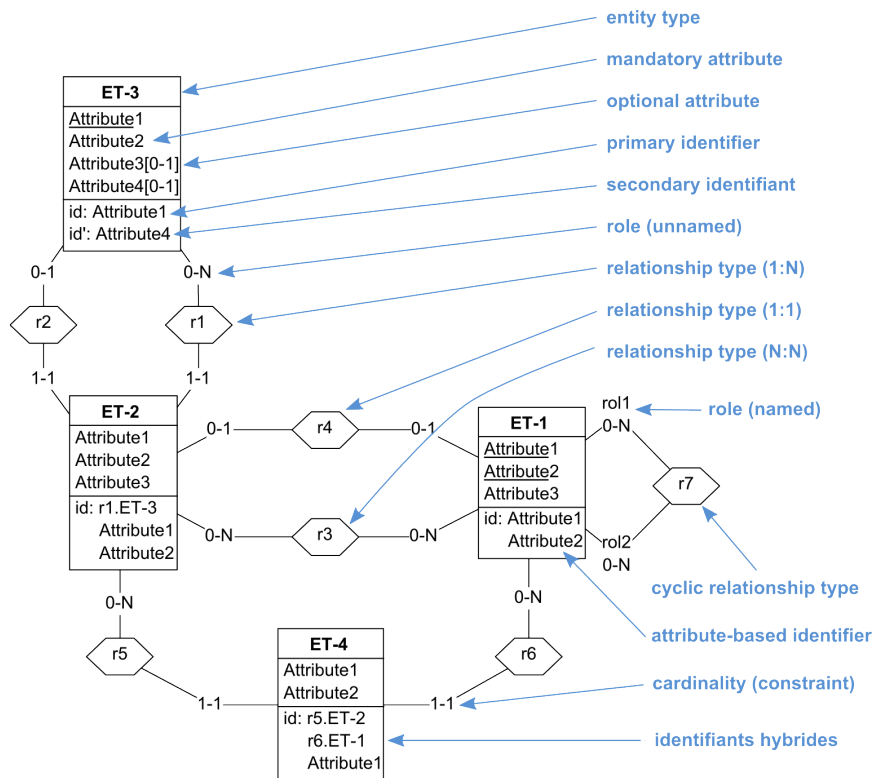 entity type
mandatory attribute
ET-3
optional attribute
Attribute1
Attribute2
primary identifier
Attribute3[0-1]
Attribute4[0-1]
secondary identifiant
id: Attribute1
id': Attribute4
role (unnamed)
0-1
0-N
relationship type (1:N)
r2
r1
relationship type (1:1)
relationship type (N:N)
1-1
1-1
ET-2
Attribute1
Attribute2
Attribute3
id: r1.ET-3
Attribute1
Attribute2
0-1
r4
0-1
0-N
r3
0-N
ET-1
Attribute1
Attribute2
Attribute3
id: Attribute1
Attribute2
rol1
0-N
role (named)
r7
rol2
0-N
cyclic relationship type
attribute-based identifier
0-N
0-N
r5
r6
ET-4
Attribute1
Attribute2
id: r5.ET-2
r6.ET-1
Attribute1
1-1
1-1
cardinality (constraint)
identifiants hybrides